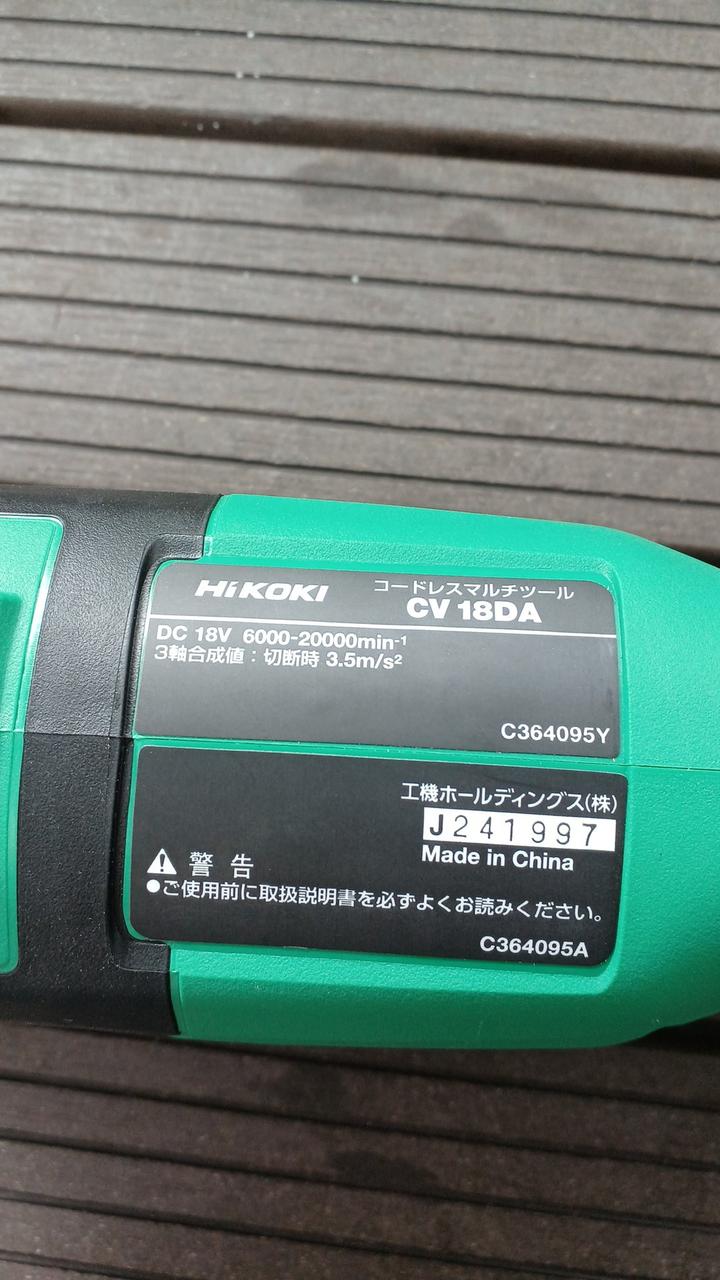 HiKOKI コードレスマルチツール
CV 18DA
DC 18V 6000-20000min⁻¹
3軸合成値：切断時 3.5m/s²
C364095Y
工機ホールディングス(株)
J241997
Made in China
警告
●ご使用前に取扱説明書を必ずよくお読みください。
C364095A